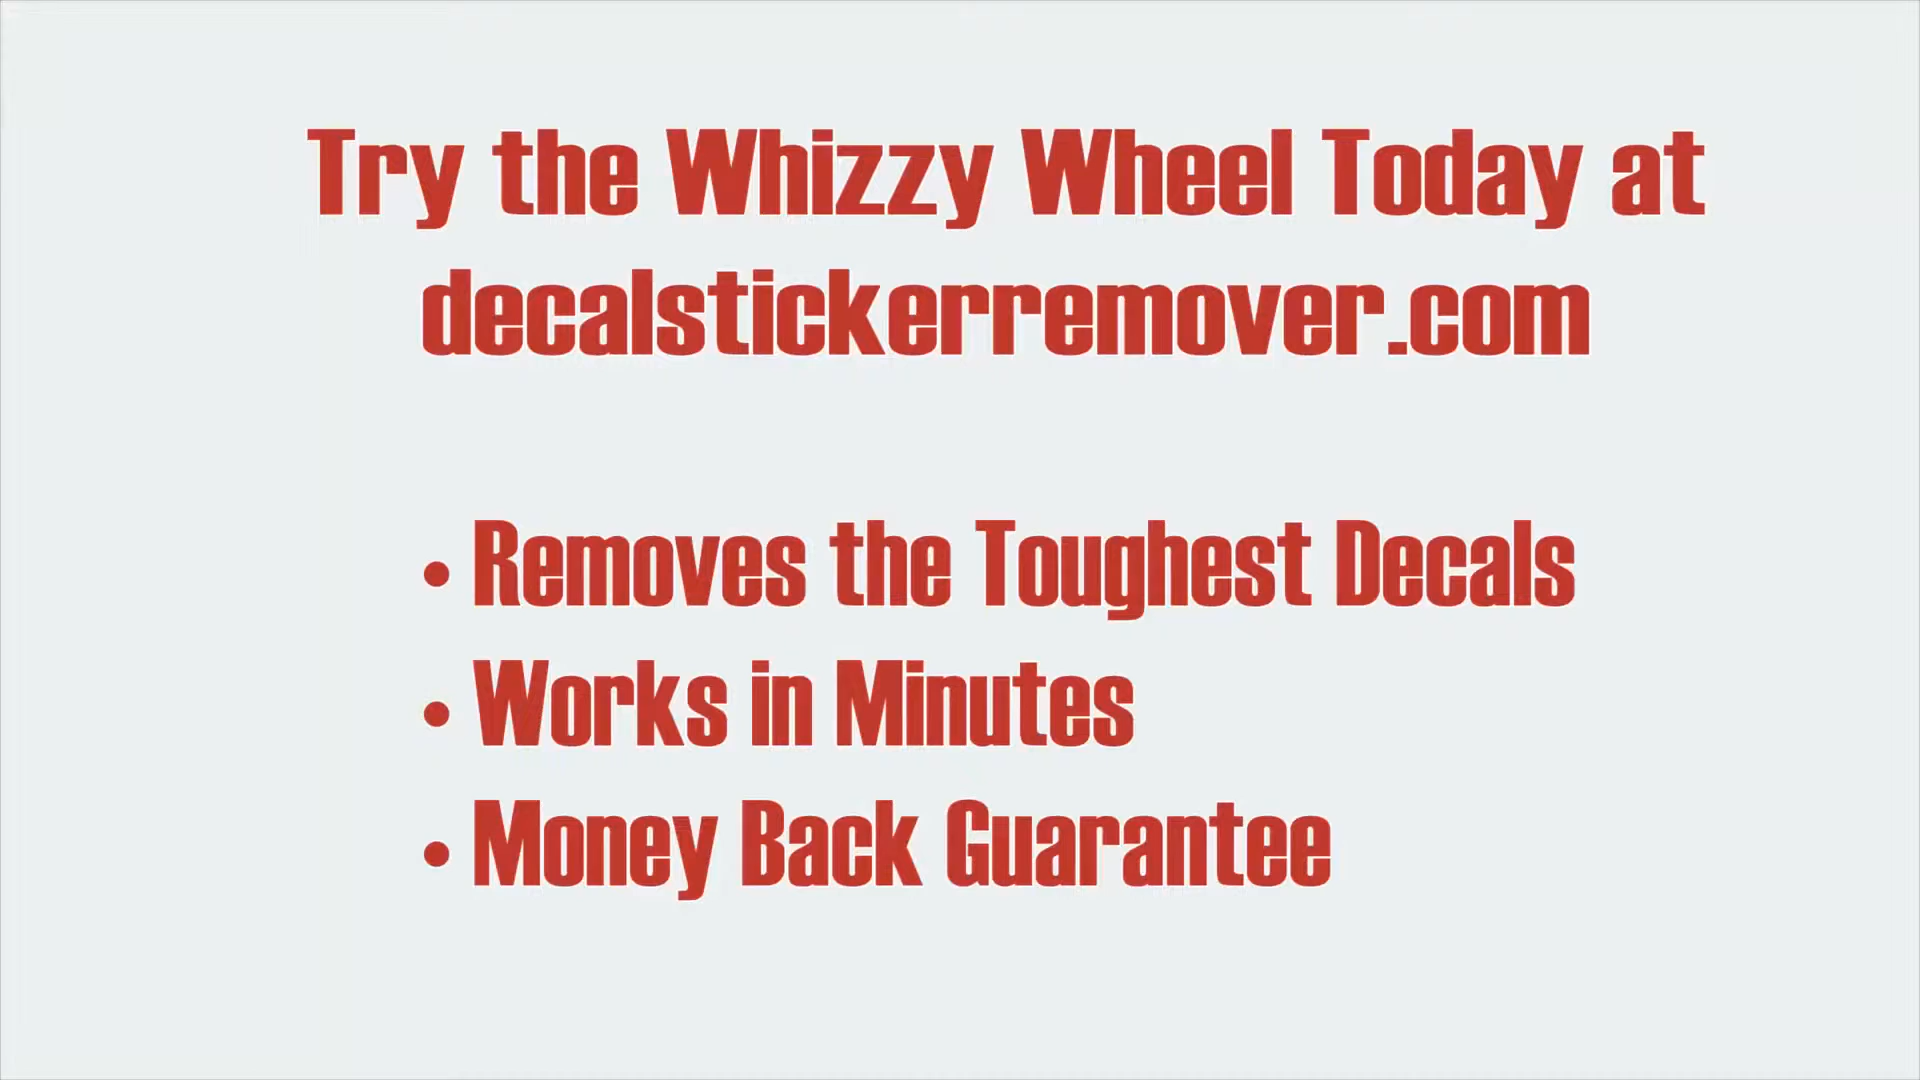 Try the Whizzy Wheel Today at
decalstickerremover.com
• Removes the Toughest Decals
• Works in Minutes
• Money Back Guarantee